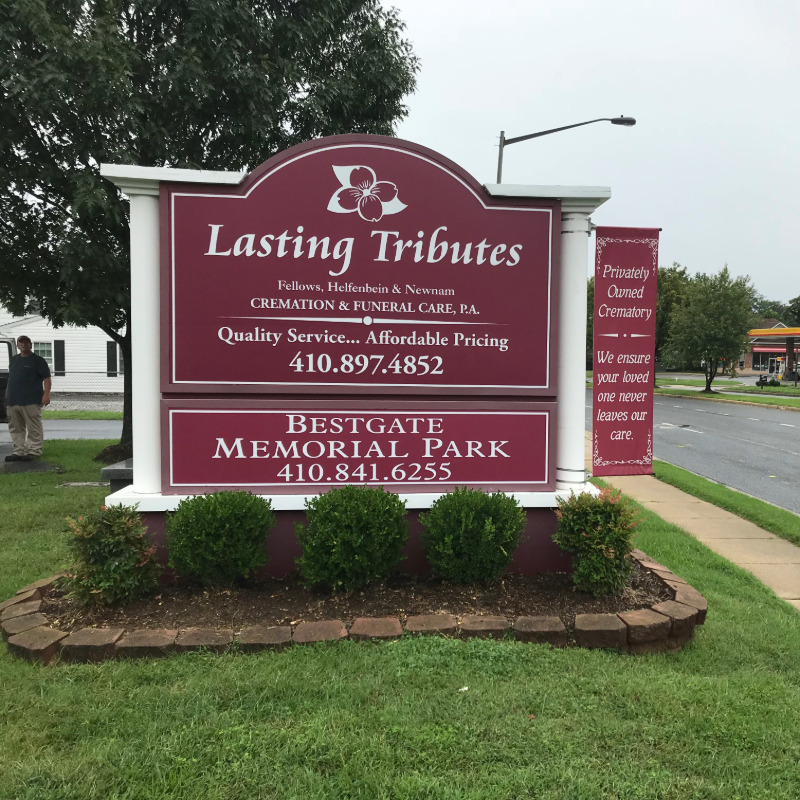 Lasting Tributes
Fellows, Helfenbein & Newnam
CREMATION & FUNERAL CARE, P.A.
Quality Service... Affordable Pricing
410.897.4852
BESTGATE
MEMORIAL PARK
410.841.6255
Privately
Owned
Crematory
We ensure
your loved
one never
leaves our
care.